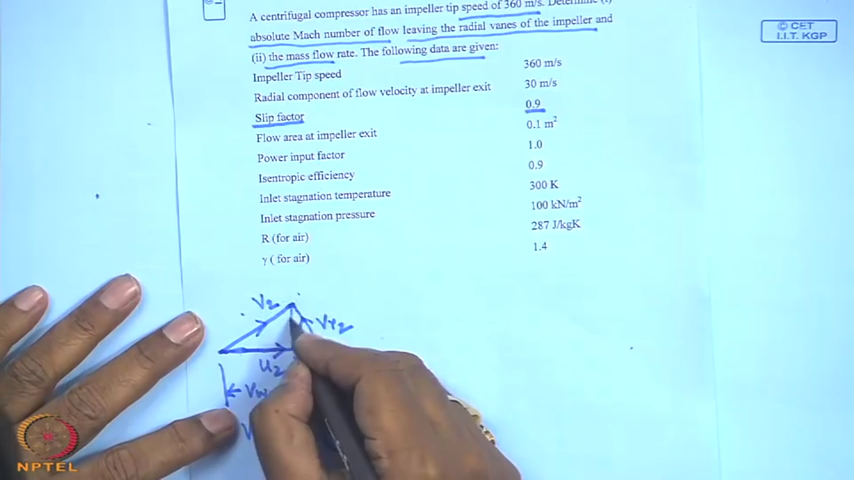 A centrifugal compressor has an impeller tip speed of 360 m/s. Determine (i)
absolute Mach number of flow leaving the radial vanes of the impeller and
(ii) the mass flow rate. The following data are given:
Impeller Tip speed 360 m/s
Radial component of flow velocity at impeller exit 30 m/s
Slip factor 0.9
Flow area at impeller exit 0.1 m²
Power input factor 1.0
Isentropic efficiency 0.9
Inlet stagnation temperature 300 K
Inlet stagnation pressure 100 kN/m²
R (for air) 287 J/kgK
γ ( for air) 1.4
© CET
I.I.T. KGP
V2
Vr2
u2
NPTEL